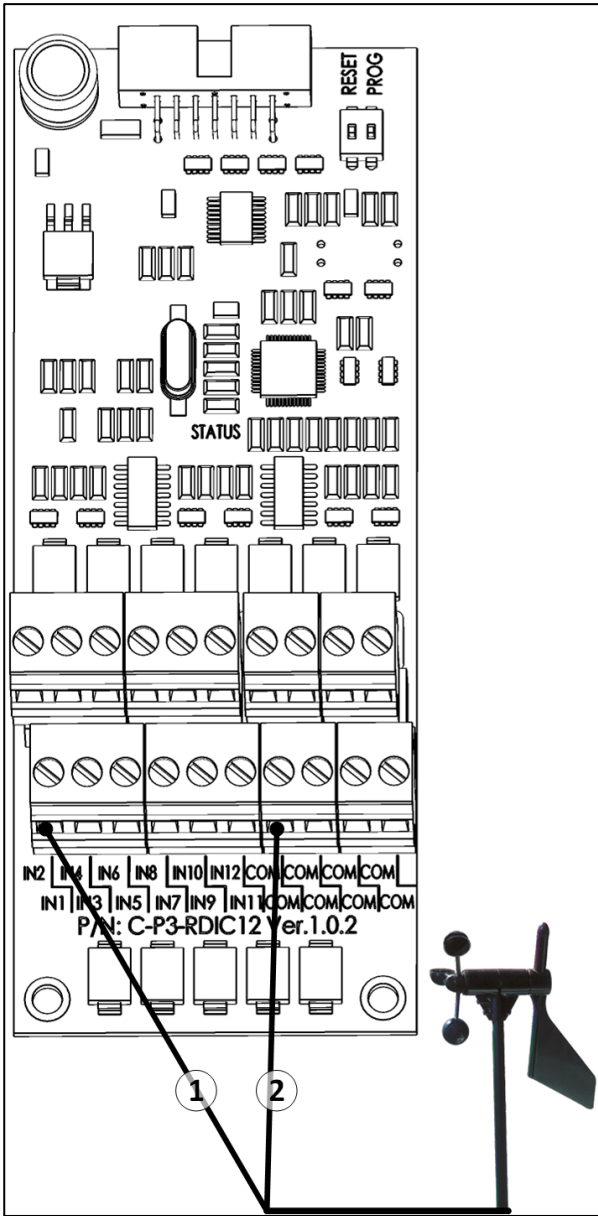 RESET
PROG
STATUS
IN2 IN4 IN6 IN8 IN10 IN12 COM COM COM COM
IN1 IN3 IN5 IN7 IN9 IN11 COM COM COM COM
P/N: C-P3-RDIC12 Ver.1.0.2
1 2